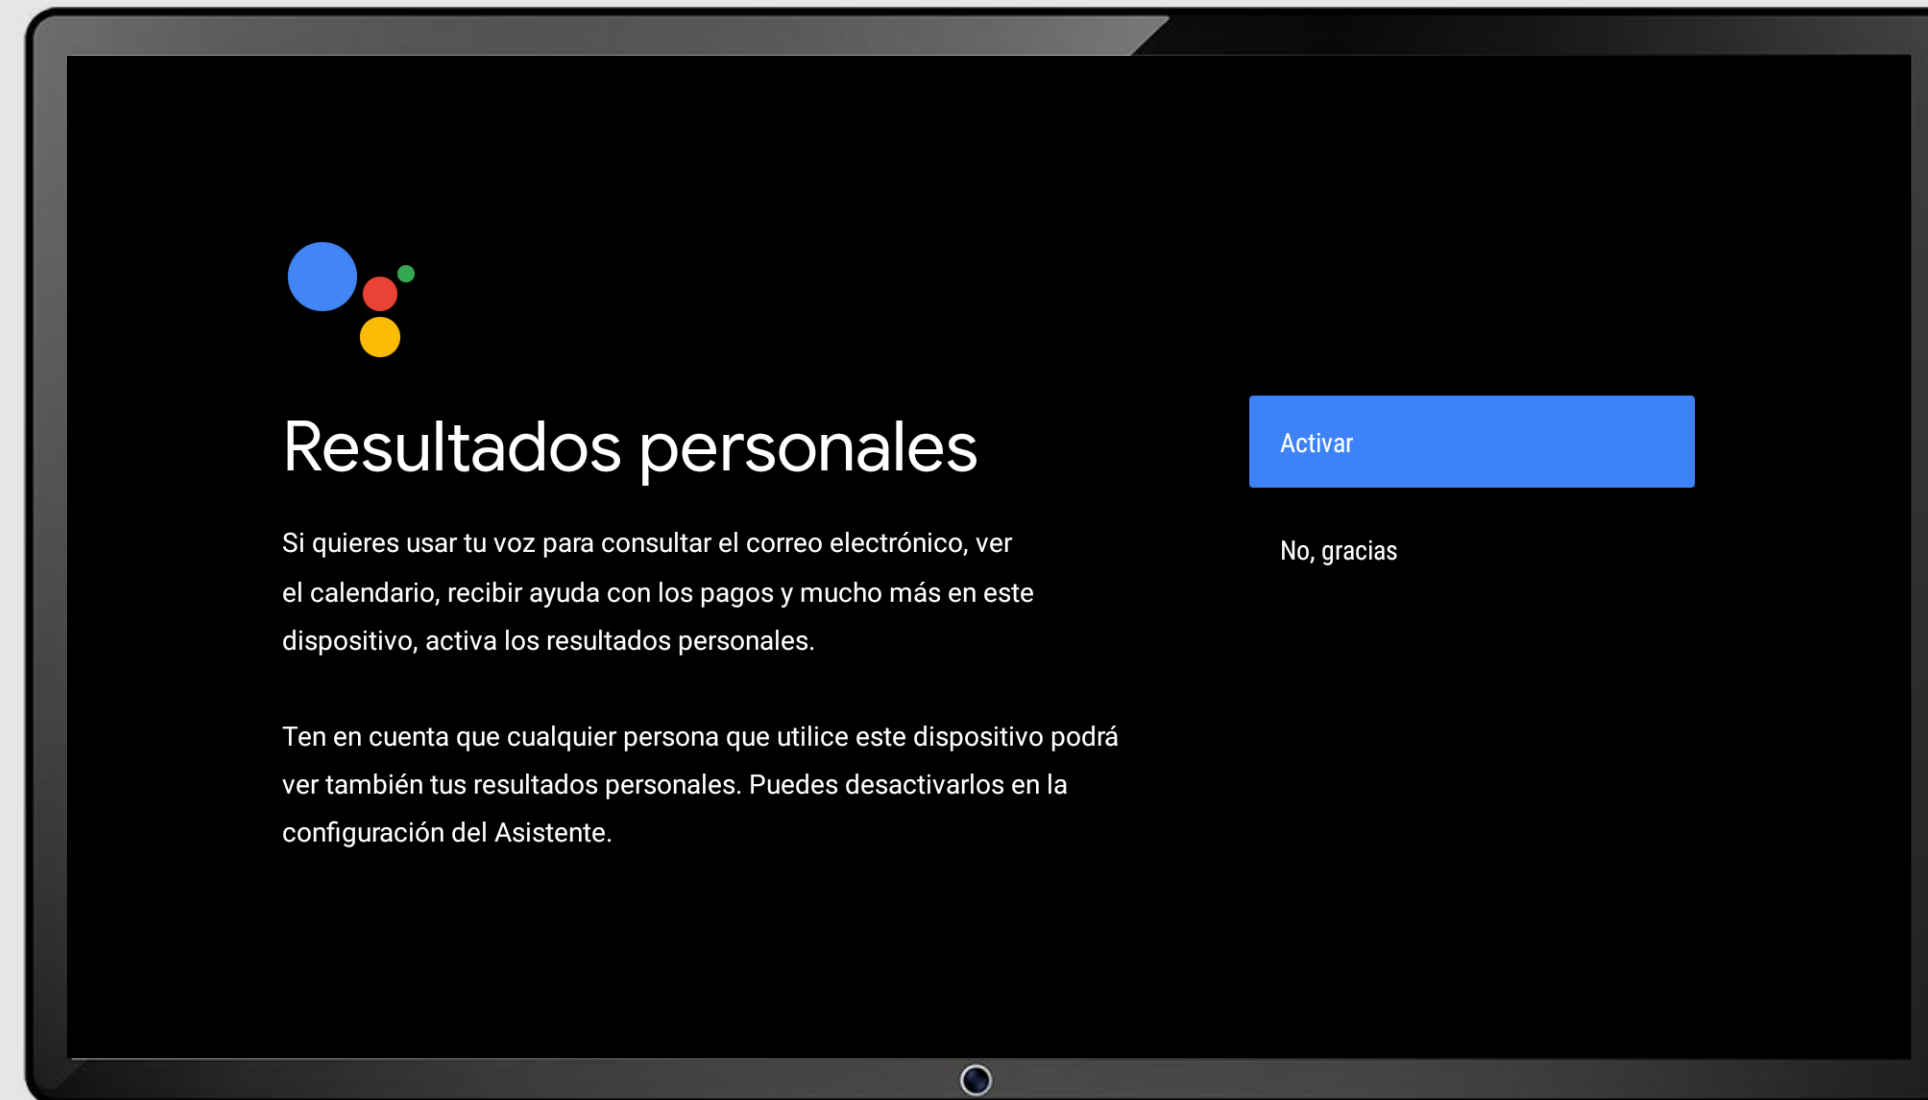 Resultados personales
Si quieres usar tu voz para consultar el correo electrónico, ver
el calendario, recibir ayuda con los pagos y mucho más en este
dispositivo, activa los resultados personales.
Ten en cuenta que cualquier persona que utilice este dispositivo podrá
ver también tus resultados personales. Puedes desactivarlos en la
configuración del Asistente.
Activar
No, gracias